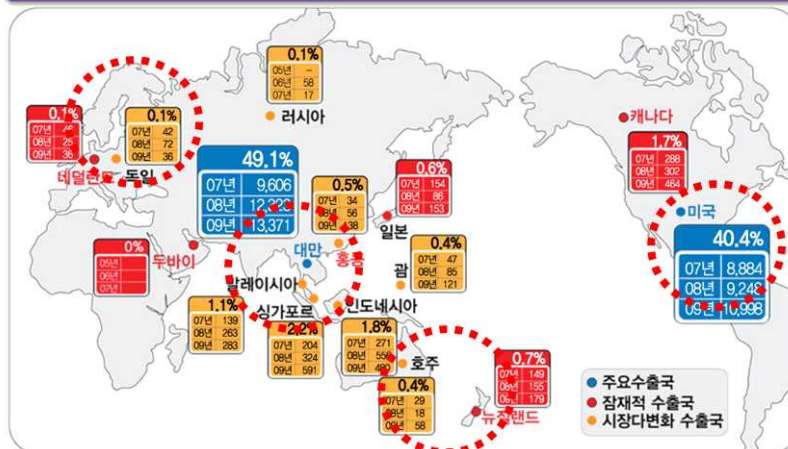 0.1%
05년 –
06년 58
07년 17
러시아
0.1%
07년
08년 25
09년 36
네덜란드
0.1%
07년 42
08년 72
09년 36
독일
49.1%
07년 9,606
08년
09년 13,371
대만
0.5%
07년 34
08년 56
09년
홍콩
0.6%
07년 154
08년 86
09년 153
일본
0.4%
07년 47
08년 85
09년 121
괌
캐나다
1.7%
07년 288
08년 302
09년 464
미국
40.4%
07년 8,884
08년 9,248
09년 10,998
0%
05년
06년
07년
두바이
말레이시아
싱가포르
인도네시아
1.1%
07년 139
08년 263
09년 283
2.2%
07년 204
08년 324
09년 591
1.8%
07년 271
08년
09년
호주
0.4%
07년 29
08년 18
09년 58
0.7%
07년 149
08년 155
09년 179
뉴질랜드
주요수출국
잠재적 수출국
시장다변화 수출국